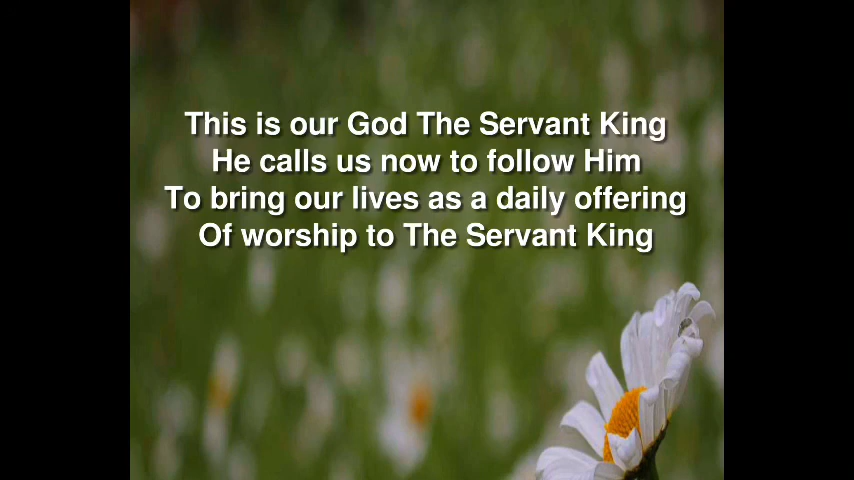 This is our God The Servant King
He calls us now to follow Him
To bring our lives as a daily offering
Of worship to The Servant King